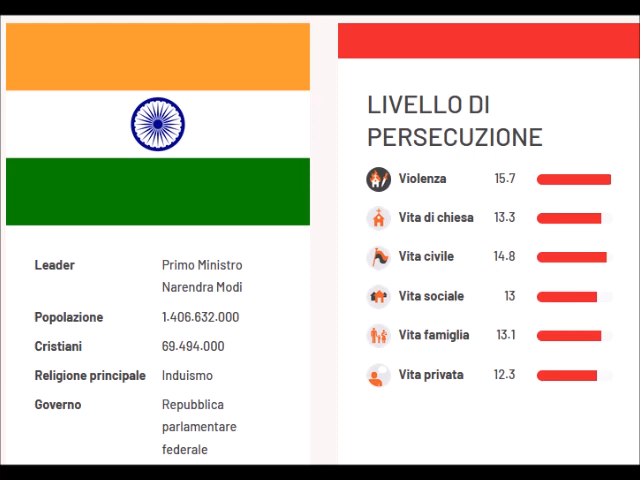 Leader Primo Ministro
Narendra Modi
Popolazione 1.406.632.000
Cristiani 69.494.000
Religione principale Induismo
Governo Repubblica
parlamentare
federale
LIVELLO DI
PERSECUZIONE
Violenza 15.7
Vita di chiesa 13.3
Vita civile 14.8
Vita sociale 13
Vita famiglia 13.1
Vita privata 12.3